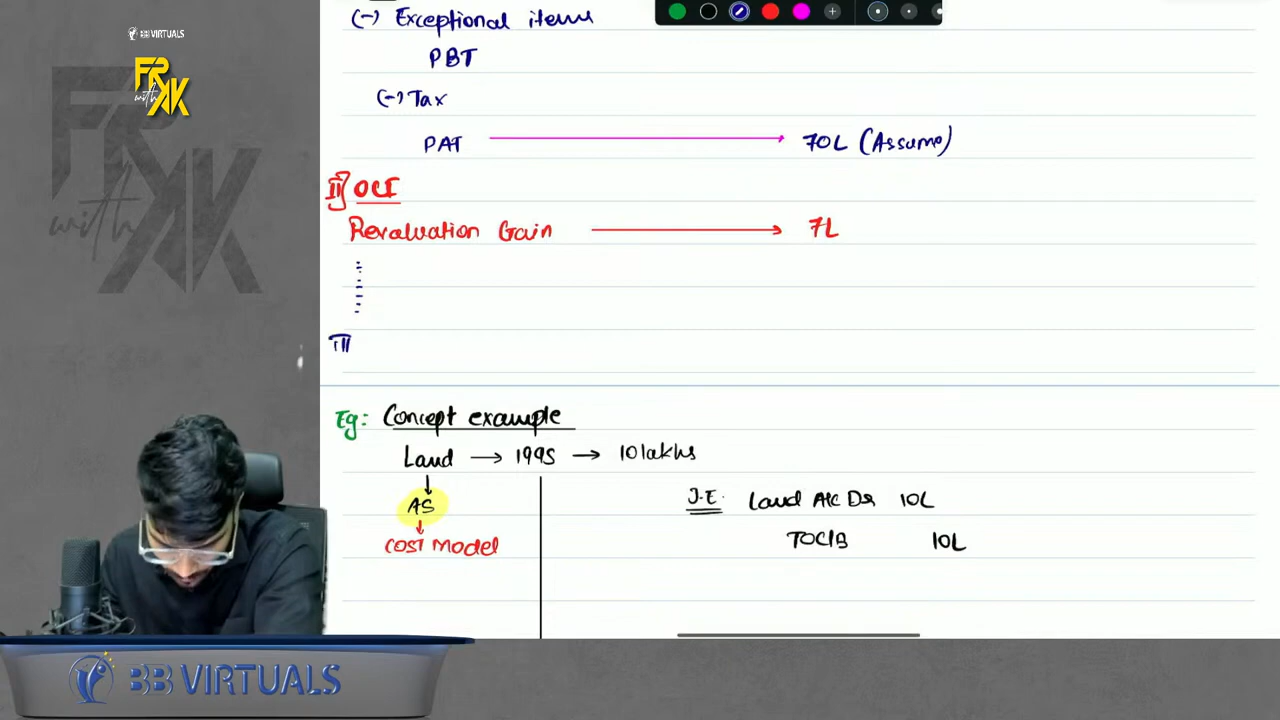 (-) Exceptional items
BB VIRTUALS
FR with AK
PBT
(-) Tax
PAT → 70L (Assume)
II] OCI
Revaluation Gain → 7L
III
Eg: Concept example
Land → 1995 → 10 lakhs
AS
COST Model
J.E. Land A/c Dr 10L
TOC/B 10L
BB VIRTUALS